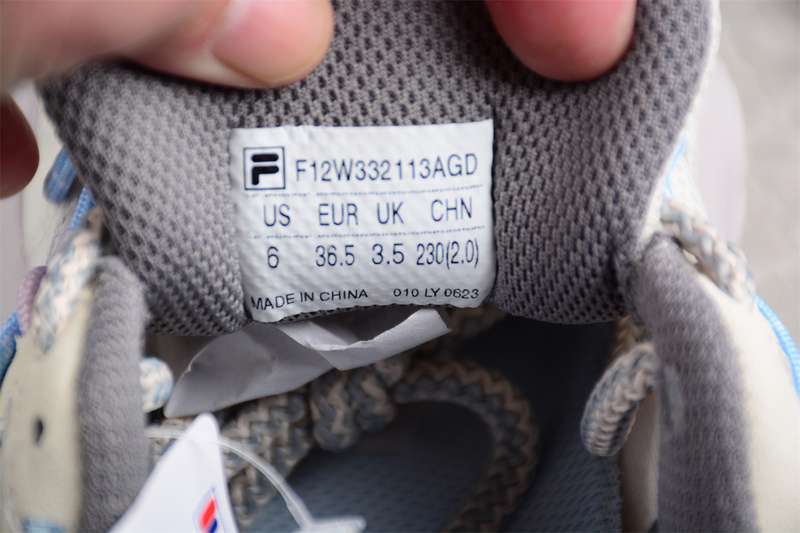 F F12W332113AGD
US EUR UK CHN
6 36.5 3.5 230(2.0)
MADE IN CHINA 010 LY 0623